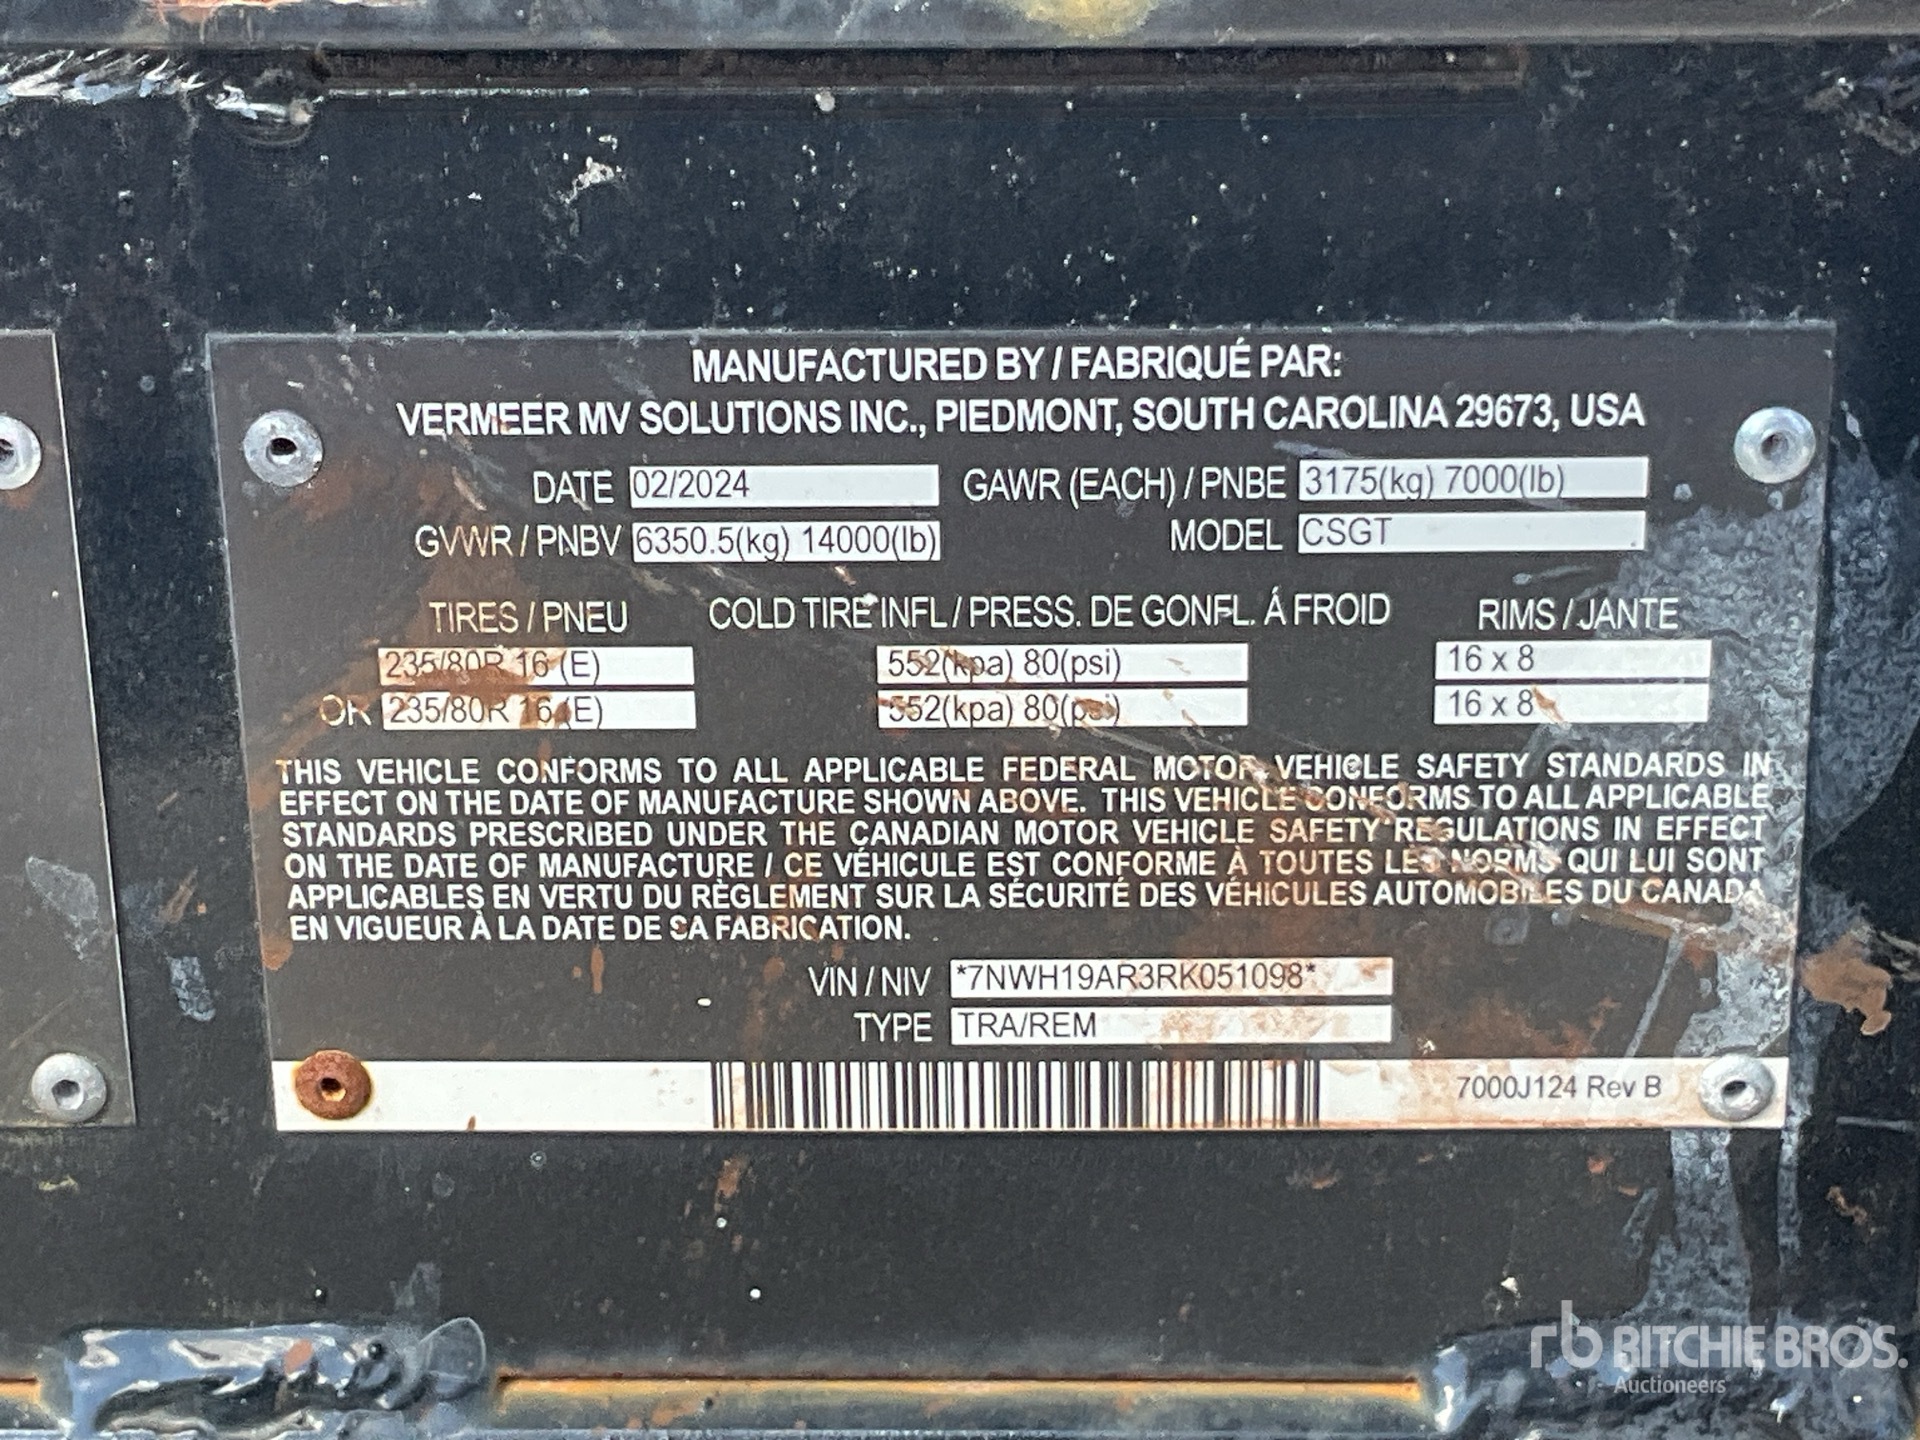 MANUFACTURED BY / FABRIQUÉ PAR:
VERMEER MV SOLUTIONS INC., PIEDMONT, SOUTH CAROLINA 29673, USA
DATE 02/2024 GAWR (EACH) / PNBE 3175(kg) 7000(lb)
GVWR / PNBV 6350.5(kg) 14000(lb) MODEL CSGT
TIRES / PNEU COLD TIRE INFL / PRESS. DE GONFL. Á FROID RIMS / JANTE
235/80R 16 (E) 552(kpa) 80(psi) 16 x 8
OR 235/80R 16 (E) 552(kpa) 80(psi) 16 x 8
THIS VEHICLE CONFORMS TO ALL APPLICABLE FEDERAL MOTOR VEHICLE SAFETY STANDARDS IN
EFFECT ON THE DATE OF MANUFACTURE SHOWN ABOVE. THIS VEHICLE CONFORMS TO ALL APPLICABLE
STANDARDS PRESCRIBED UNDER THE CANADIAN MOTOR VEHICLE SAFETY REGULATIONS IN EFFECT
ON THE DATE OF MANUFACTURE / CE VÉHICULE EST CONFORME À TOUTES LES NORMS QUI LUI SONT
APPLICABLES EN VERTU DU RÈGLEMENT SUR LA SÉCURITÉ DES VÉHICULES AUTOMOBILES DU CANADA
EN VIGUEUR À LA DATE DE SA FABRICATION.
VIN / NIV *7NWH19AR3RK051098*
TYPE TRA/REM
7000J124 Rev B
rb RITCHIE BROS.
Auctioneers